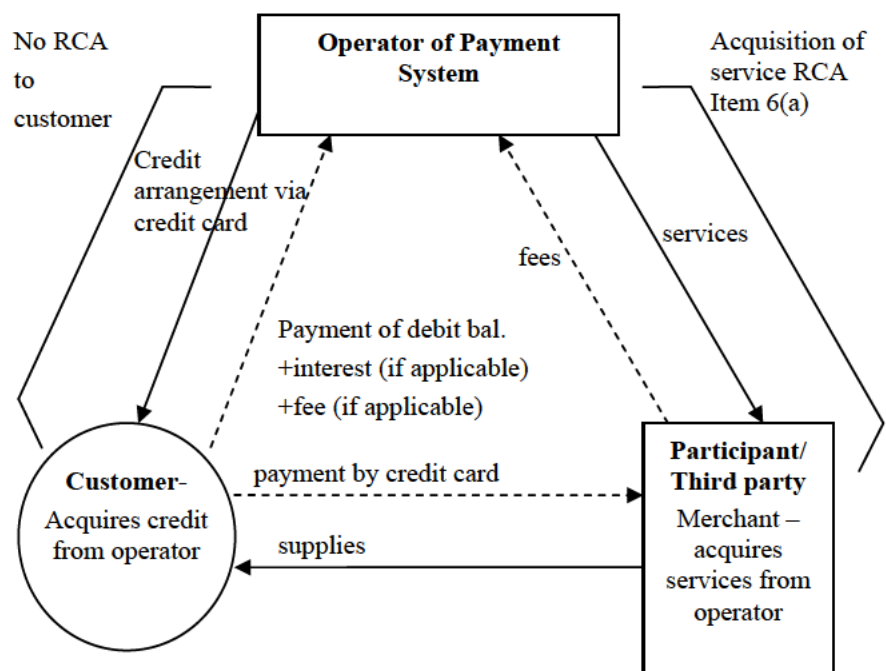 No RCA
to
customer
Operator of Payment
System
Acquisition of
service RCA
Item 6(a)
Credit
arrangement via
credit card
fees
services
Payment of debit bal.
+interest (if applicable)
+fee (if applicable)
Customer-
Acquires credit
from operator
payment by credit card
supplies
Participant/
Third party
Merchant –
acquires
services from
operator